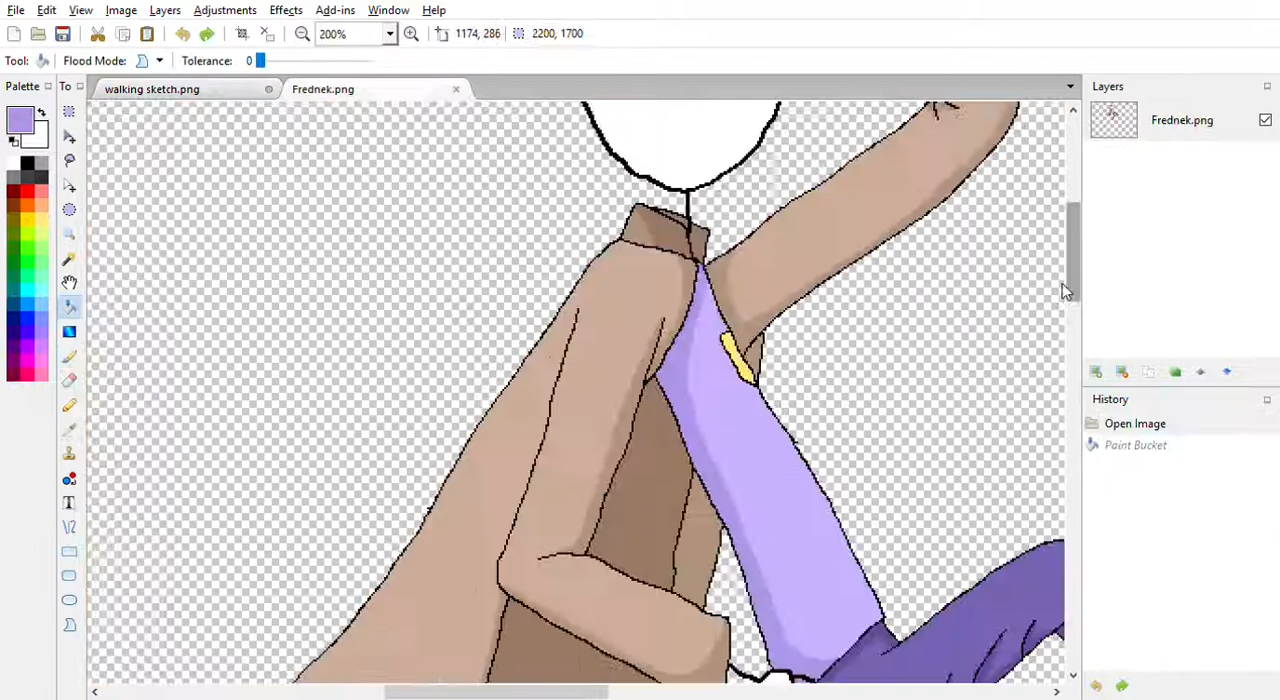 File Edit View Image Layers Adjustments Effects Add-ins Window Help
200% 1174, 286 2200, 1700
Tool: Flood Mode: Tolerance: 0
Palette To walking sketch.png Frednek.png Layers
Frednek.png
History
Open Image
Paint Bucket